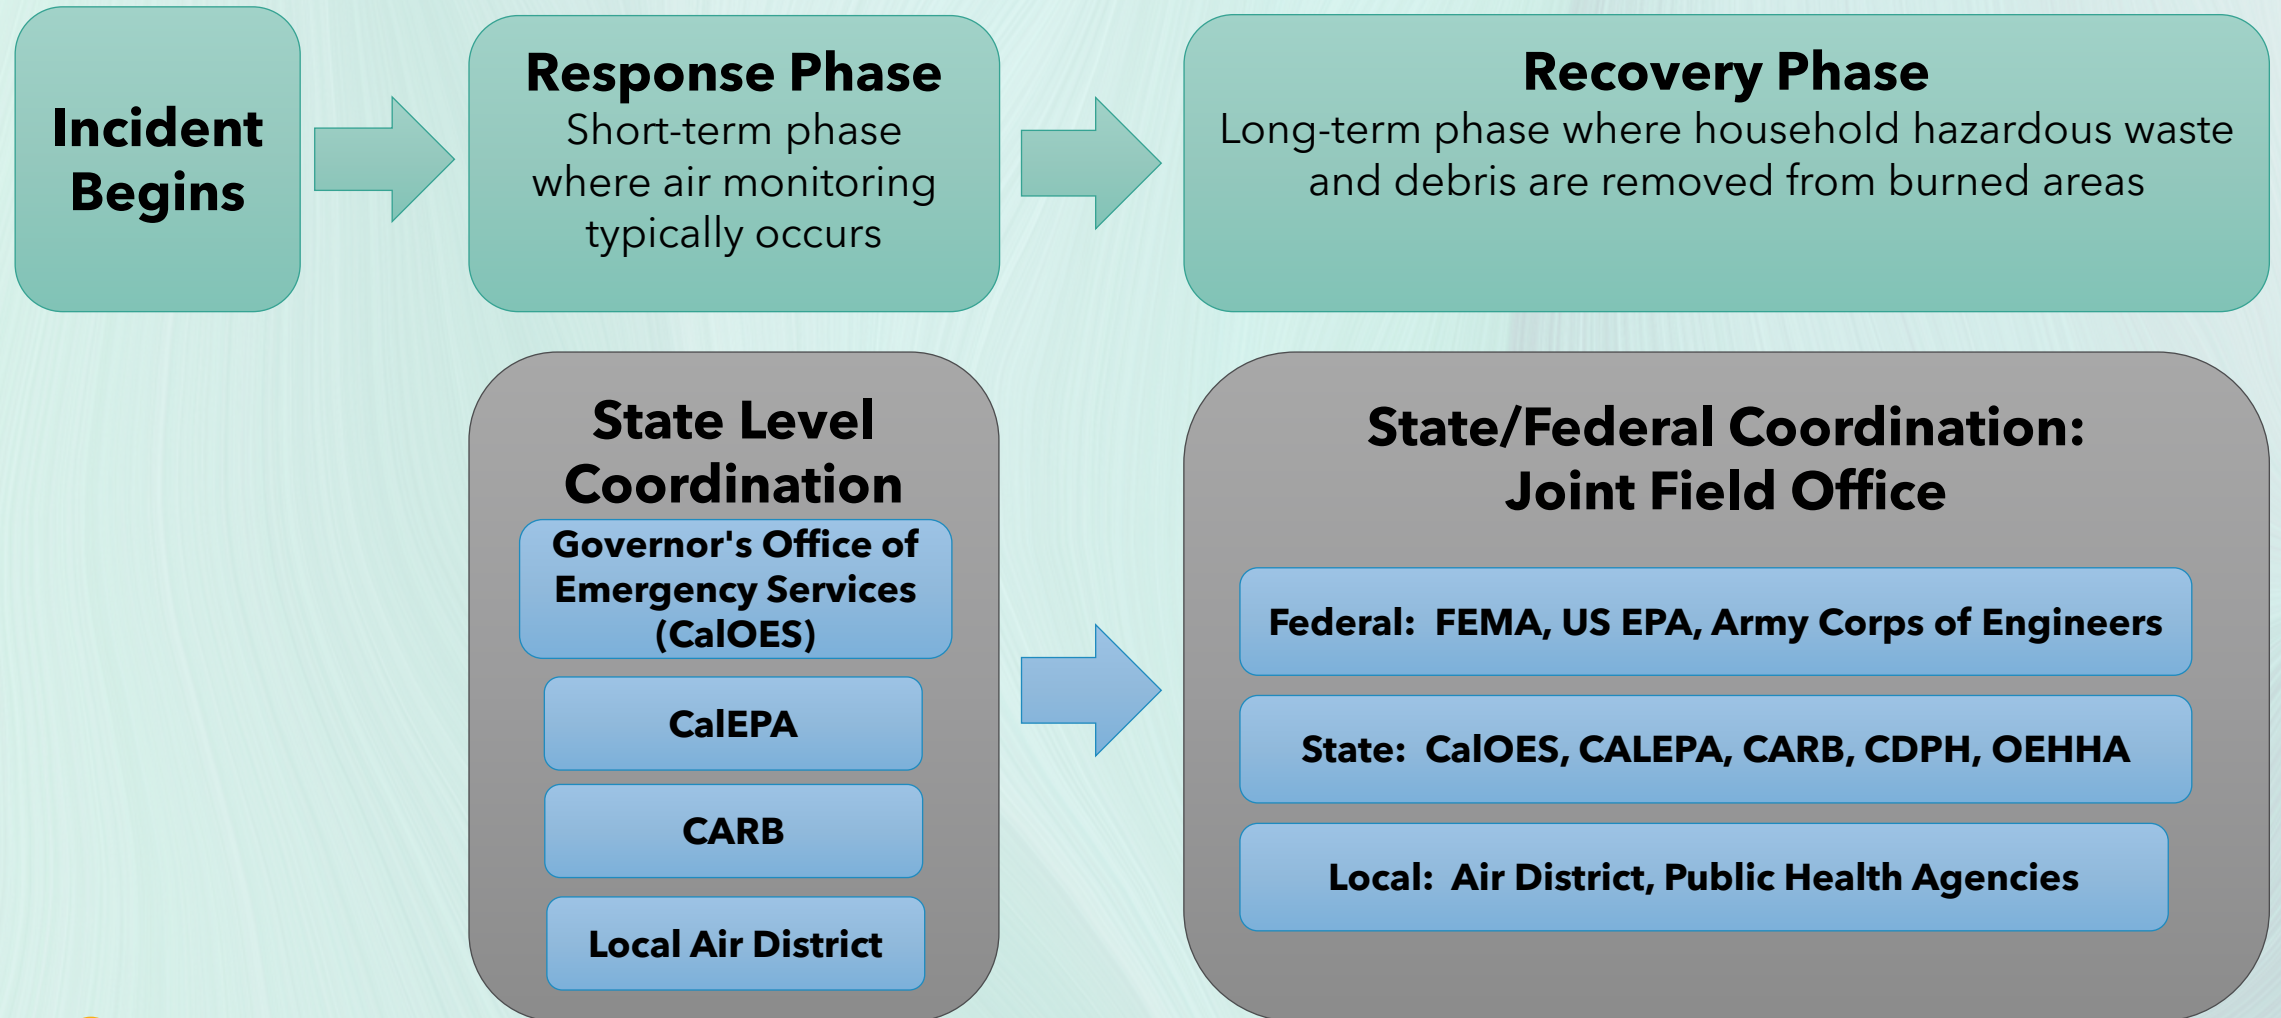 Incident
Begins
Response Phase
Short-term phase
where air monitoring
typically occurs
Recovery Phase
Long-term phase where household hazardous waste
and debris are removed from burned areas
State Level
Coordination
Governor's Office of
Emergency Services
(CalOES)
CalEPA
CARB
Local Air District
State/Federal Coordination:
Joint Field Office
Federal:  FEMA, US EPA, Army Corps of Engineers
State:  CalOES, CALEPA, CARB, CDPH, OEHHA
Local:  Air District, Public Health Agencies